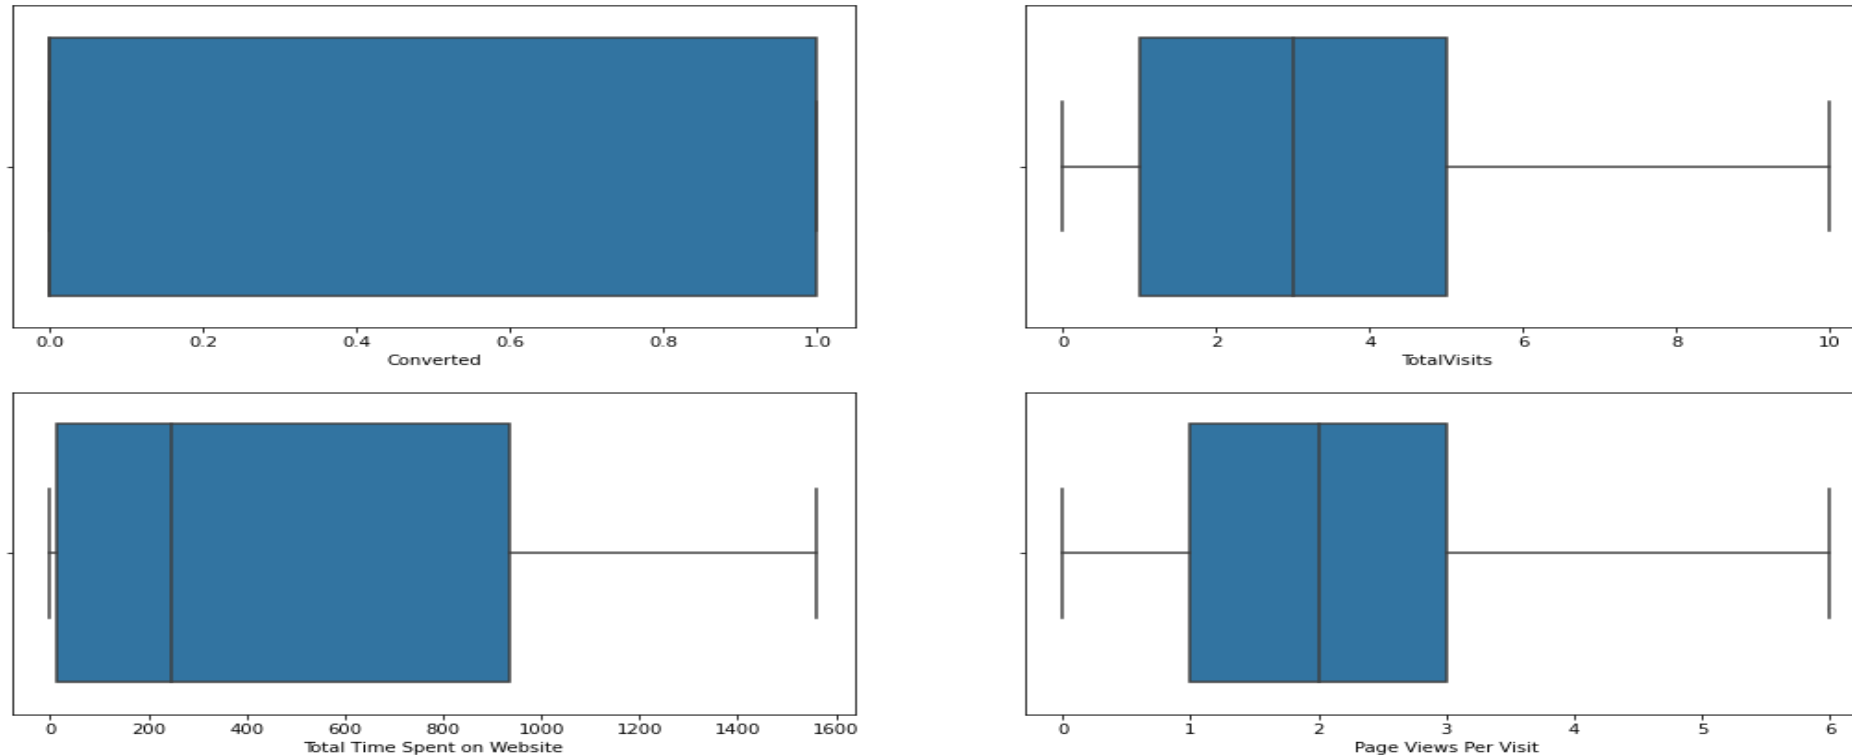 0.0 0.2 0.4 0.6 0.8 1.0
Converted
0 2 4 6 8 10
TotalVisits
0 200 400 600 800 1000 1200 1400 1600
Total Time Spent on Website
0 1 2 3 4 5 6
Page Views Per Visit